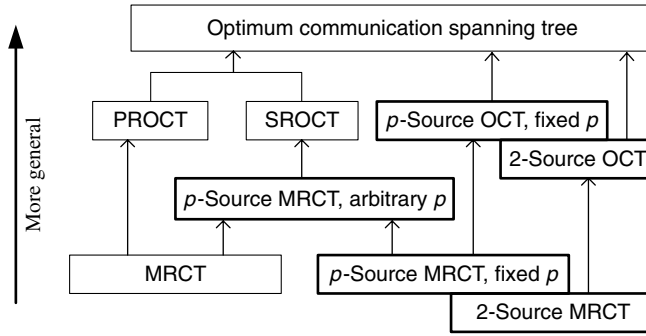 Optimum communication spanning tree
PROCT
SROCT
p-Source OCT, fixed p
2-Source OCT
p-Source MRCT, arbitrary p
MRCT
p-Source MRCT, fixed p
2-Source MRCT
More general